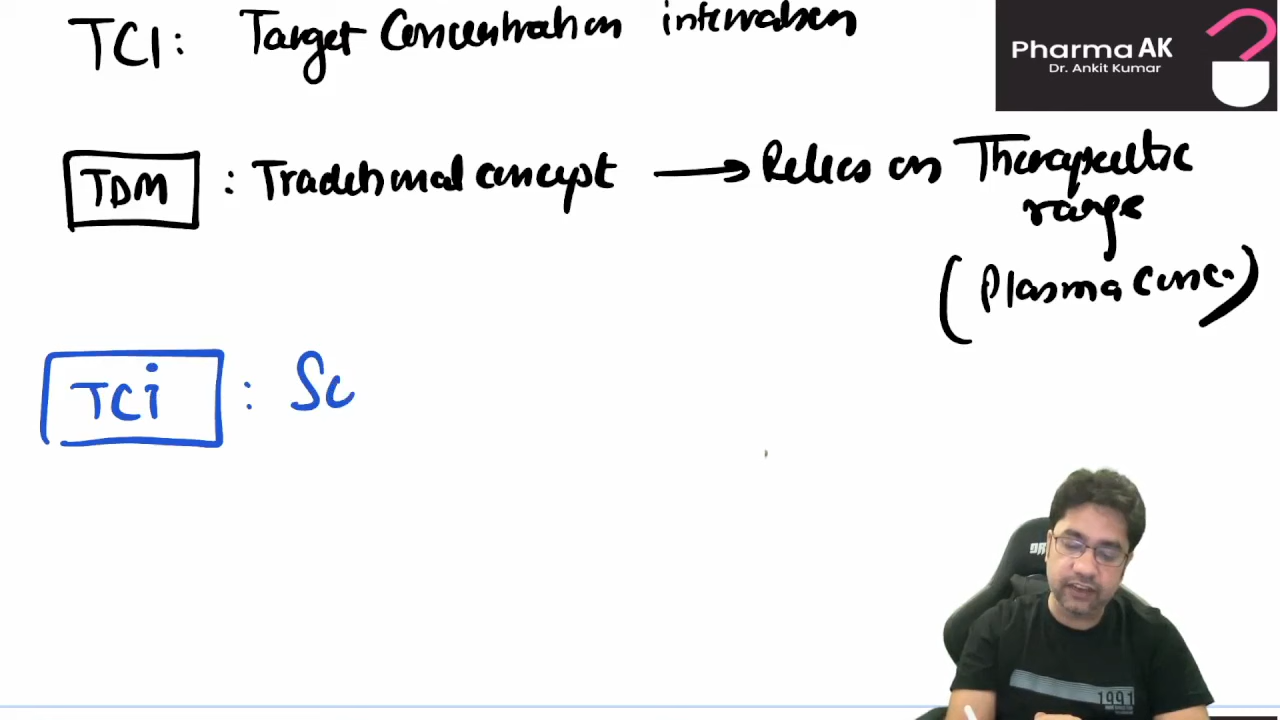 TCI: Target Concentration intervention
Pharma AK
Dr. Ankit Kumar
TDM : Traditional concept → Relies on Therapeutic
range
(Plasma Conc.)
TCi : Sc
1991